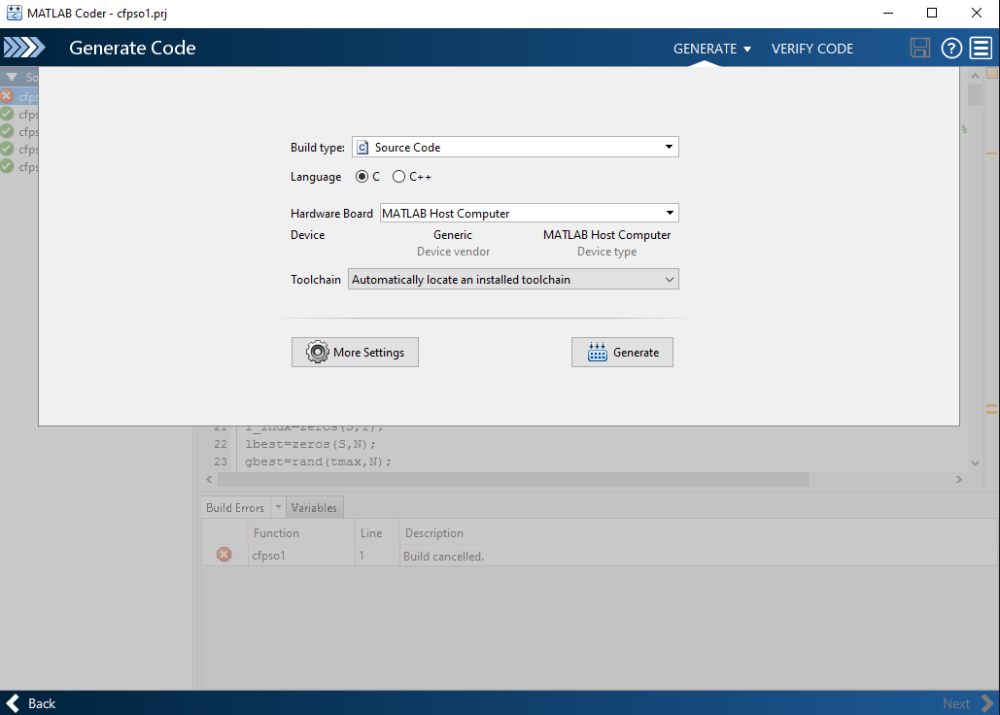 MATLAB Coder - cfpso1.prj
Generate Code
GENERATE VERIFY CODE
So
cfps
cfps
cfps
cfps
cfps
Build type: Source Code
Language C C++
Hardware Board MATLAB Host Computer
Device Generic MATLAB Host Computer
Device vendor Device type
Toolchain Automatically locate an installed toolchain
More Settings Generate
%
21
22 lbest=zeros(S,N);
23 gbest=rand(tmax,N);
Build Errors Variables
Function Line Description
cfpso1 1 Build cancelled.
Back Next